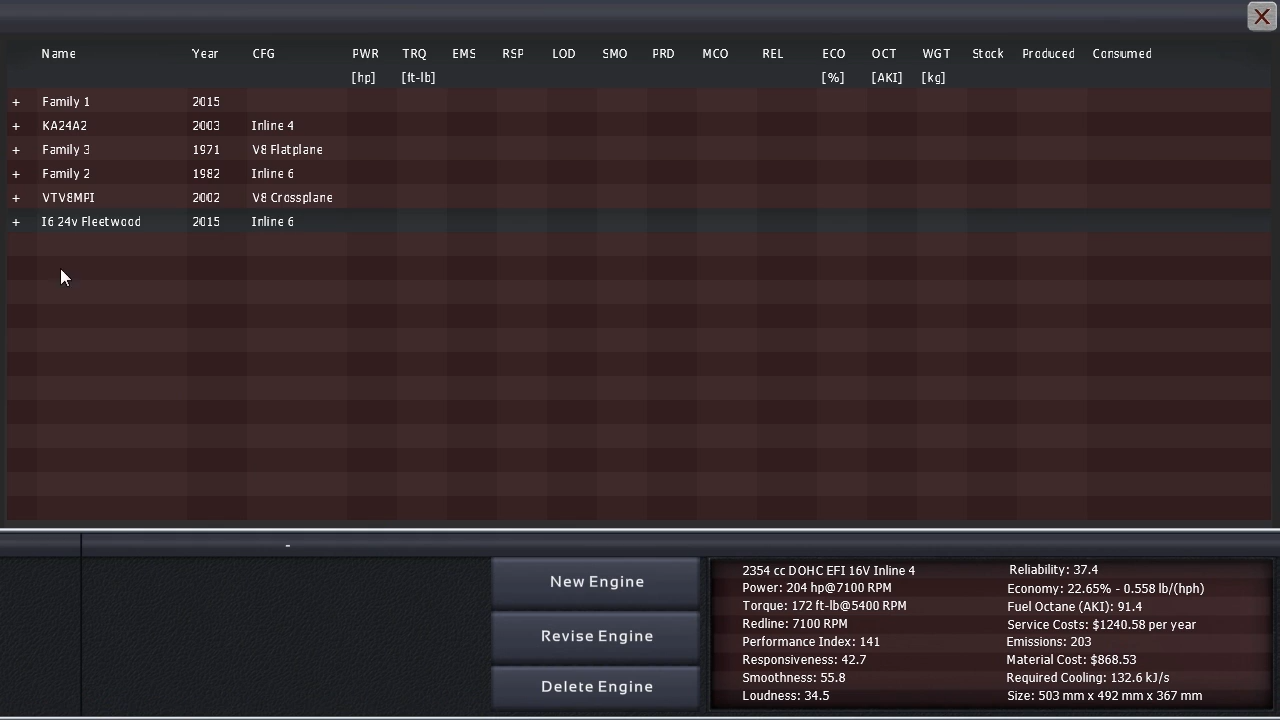 Name Year CFG PWR TRQ EMS RSP LOD SMO PRD MCO REL ECO OCT WGT Stock Produced Consumed
[hp] [ft-lb] [%] [AKI] [kg]
+ Family 1 2015
+ KA24A2 2003 Inline 4
+ Family 3 1971 V8 Flatplane
+ Family 2 1982 Inline 6
+ VTV8MPI 2002 V8 Crossplane
+ I6 24v Fleetwood 2015 Inline 6
-
New Engine
Revise Engine
Delete Engine
2354 cc DOHC EFI 16V Inline 4
Power: 204 hp@7100 RPM
Torque: 172 ft-lb@5400 RPM
Redline: 7100 RPM
Performance Index: 141
Responsiveness: 42.7
Smoothness: 55.8
Loudness: 34.5
Reliability: 37.4
Economy: 22.65% - 0.558 lb/(hph)
Fuel Octane (AKI): 91.4
Service Costs: $1240.58 per year
Emissions: 203
Material Cost: $868.53
Required Cooling: 132.6 kJ/s
Size: 503 mm x 492 mm x 367 mm